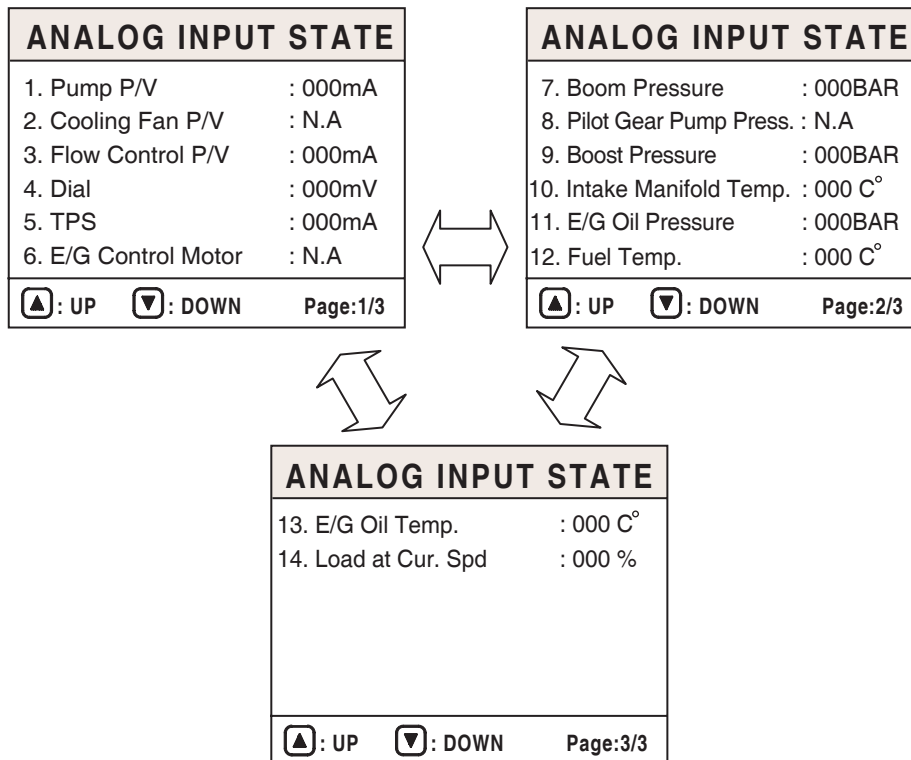 ANALOG INPUT STATE
1. Pump P/V : 000mA
2. Cooling Fan P/V : N.A
3. Flow Control P/V : 000mA
4. Dial : 000mV
5. TPS : 000mA
6. E/G Control Motor : N.A
▲ : UP ▼ : DOWN Page:1/3
ANALOG INPUT STATE
7. Boom Pressure : 000BAR
8. Pilot Gear Pump Press. : N.A
9. Boost Pressure : 000BAR
10. Intake Manifold Temp. : 000 C°
11. E/G Oil Pressure : 000BAR
12. Fuel Temp. : 000 C°
▲ : UP ▼ : DOWN Page:2/3
ANALOG INPUT STATE
13. E/G Oil Temp. : 000 C°
14. Load at Cur. Spd : 000 %
▲ : UP ▼ : DOWN Page:3/3